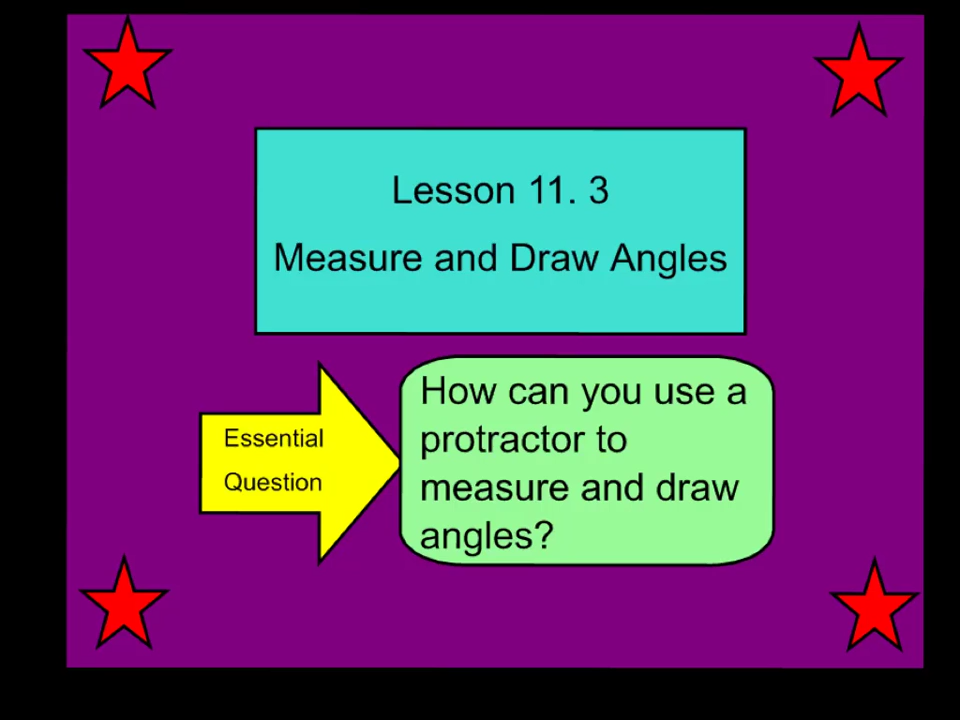 Lesson 11. 3
Measure and Draw Angles
Essential
Question
How can you use a
protractor to
measure and draw
angles?